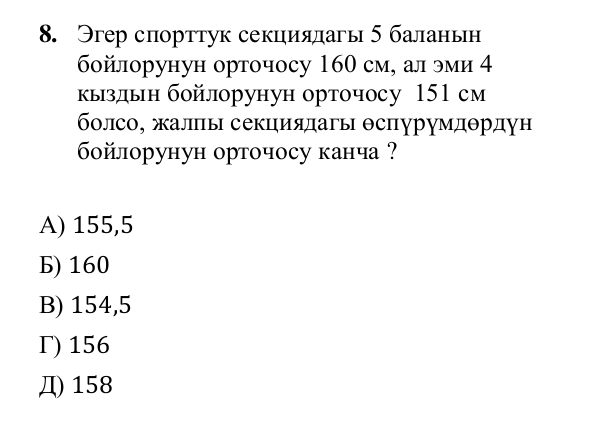 8. Эгер спорттук секциядагы 5 баланын
бойлорунун орточосу 160 см, ал эми 4
кыздын бойлорунун орточосу 151 см
болсо, жалпы секциядагы өспүрүмдөрдүн
бойлорунун орточосу канча ?
А) 155,5
Б) 160
В) 154,5
Г) 156
Д) 158